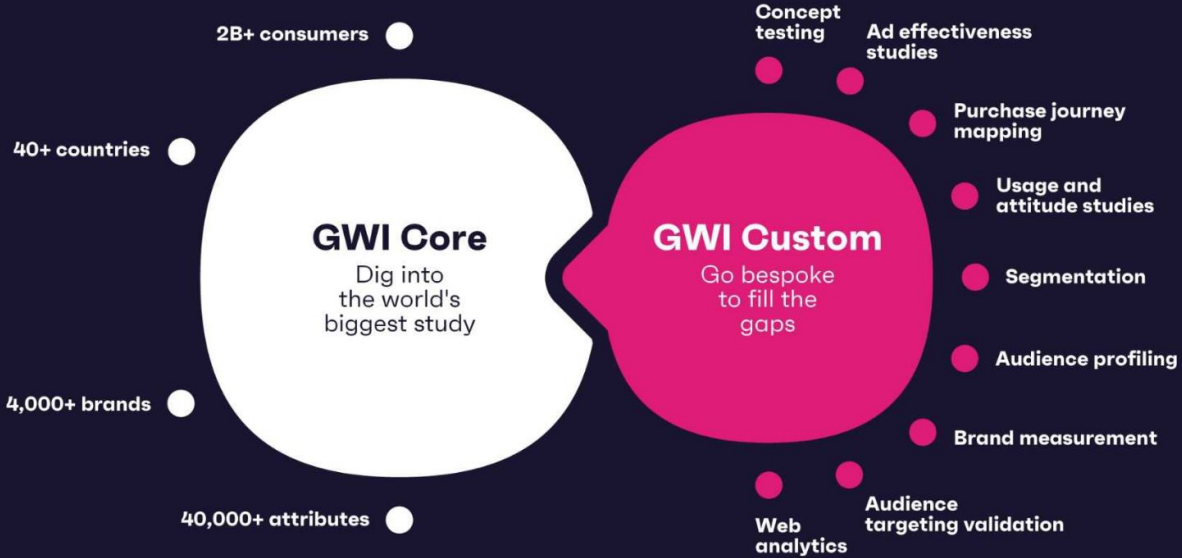 2B+ consumers
40+ countries
GWI Core
Dig into
the world's
biggest study
4,000+ brands
40,000+ attributes
Concept
testing
Ad effectiveness
studies
Purchase journey
mapping
Usage and
attitude studies
GWI Custom
Go bespoke
to fill the
gaps
Segmentation
Audience profiling
Brand measurement
Audience
targeting validation
Web
analytics